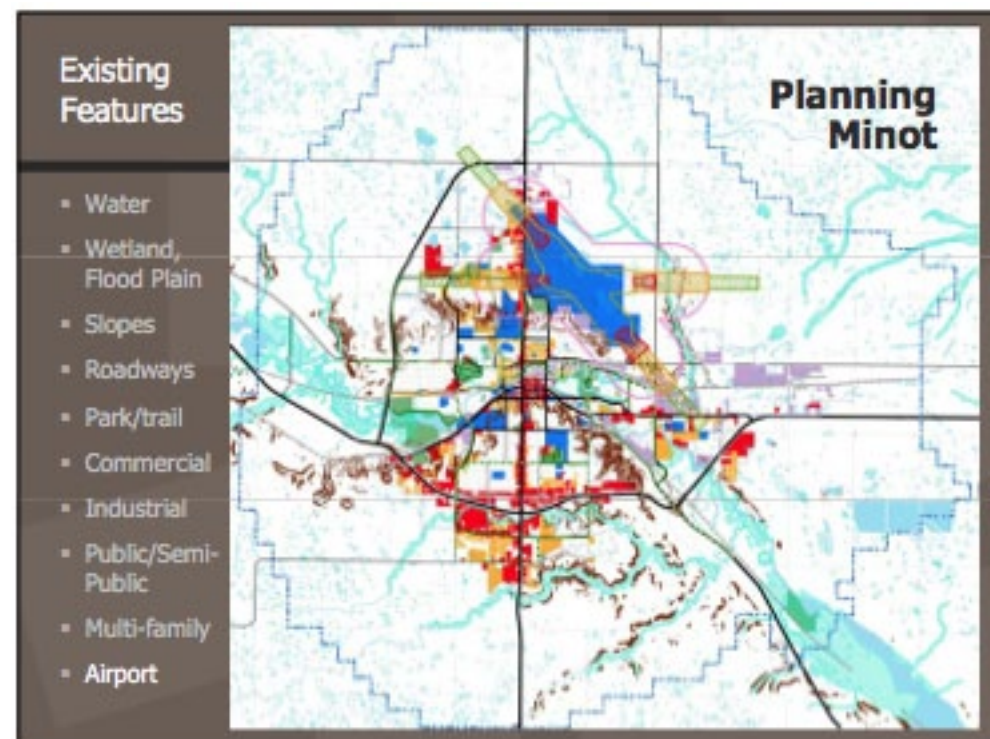 Existing
Features
Planning
Minot
▪ Water
▪ Wetland,
Flood Plain
▪ Slopes
▪ Roadways
▪ Park/trail
▪ Commercial
▪ Industrial
▪ Public/Semi-
Public
▪ Multi-family
▪ Airport